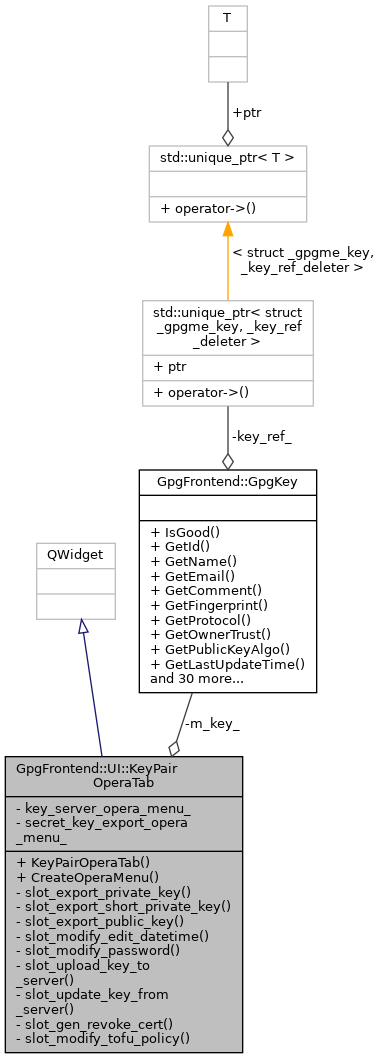 T
+ptr
std::unique_ptr< T >
+ operator->()
< struct _gpgme_key,
_key_ref_deleter >
std::unique_ptr< struct
_gpgme_key, _key_ref
_deleter >
+ ptr
+ operator->()
-key_ref_
GpgFrontend::GpgKey
+ IsGood()
+ GetId()
+ GetName()
+ GetEmail()
+ GetComment()
+ GetFingerprint()
+ GetProtocol()
+ GetOwnerTrust()
+ GetPublicKeyAlgo()
+ GetLastUpdateTime()
and 30 more...
QWidget
-m_key_
GpgFrontend::UI::KeyPair
OperaTab
- key_server_opera_menu_
- secret_key_export_opera
_menu_
+ KeyPairOperaTab()
+ CreateOperaMenu()
- slot_export_private_key()
- slot_export_short_private_key()
- slot_export_public_key()
- slot_modify_edit_datetime()
- slot_modify_password()
- slot_upload_key_to
_server()
- slot_update_key_from
_server()
- slot_gen_revoke_cert()
- slot_modify_tofu_policy()